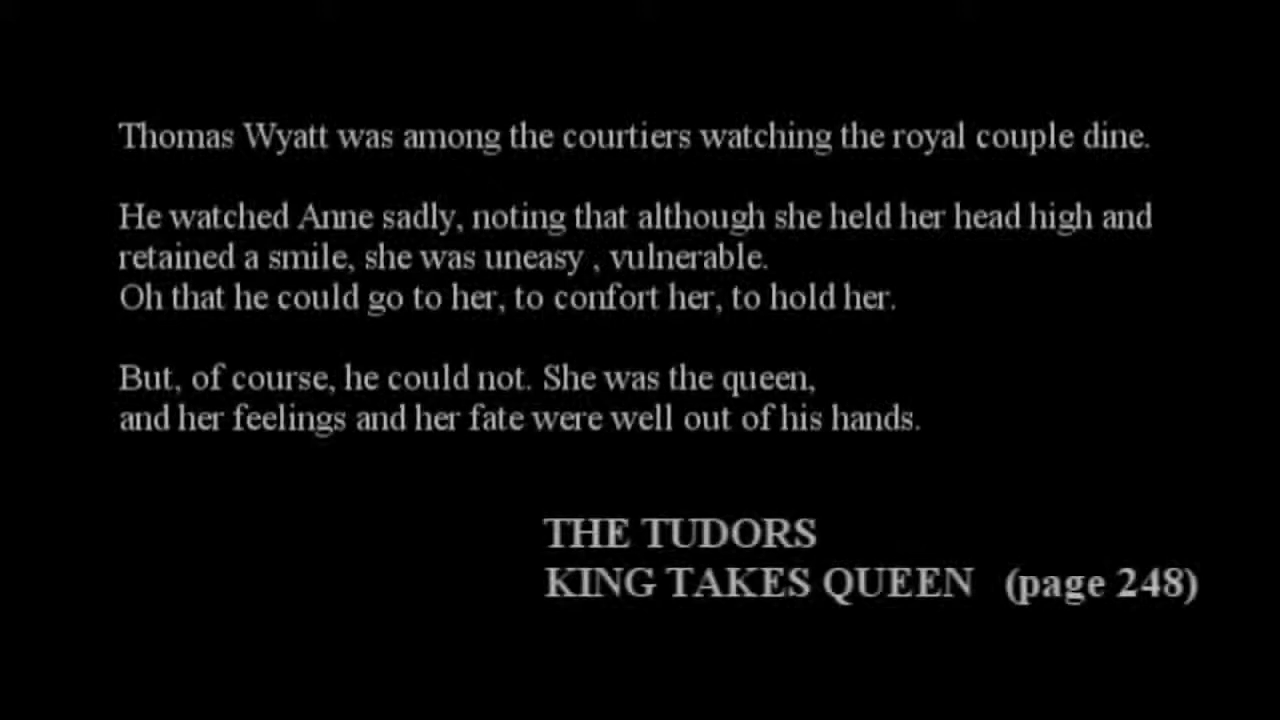 Thomas Wyatt was among the courtiers watching the royal couple dine.
He watched Anne sadly, noting that although she held her head high and
retained a smile, she was uneasy , vulnerable.
Oh that he could go to her, to confort her, to hold her.
But, of course, he could not. She was the queen,
and her feelings and her fate were well out of his hands.
THE TUDORS
KING TAKES QUEEN (page 248)